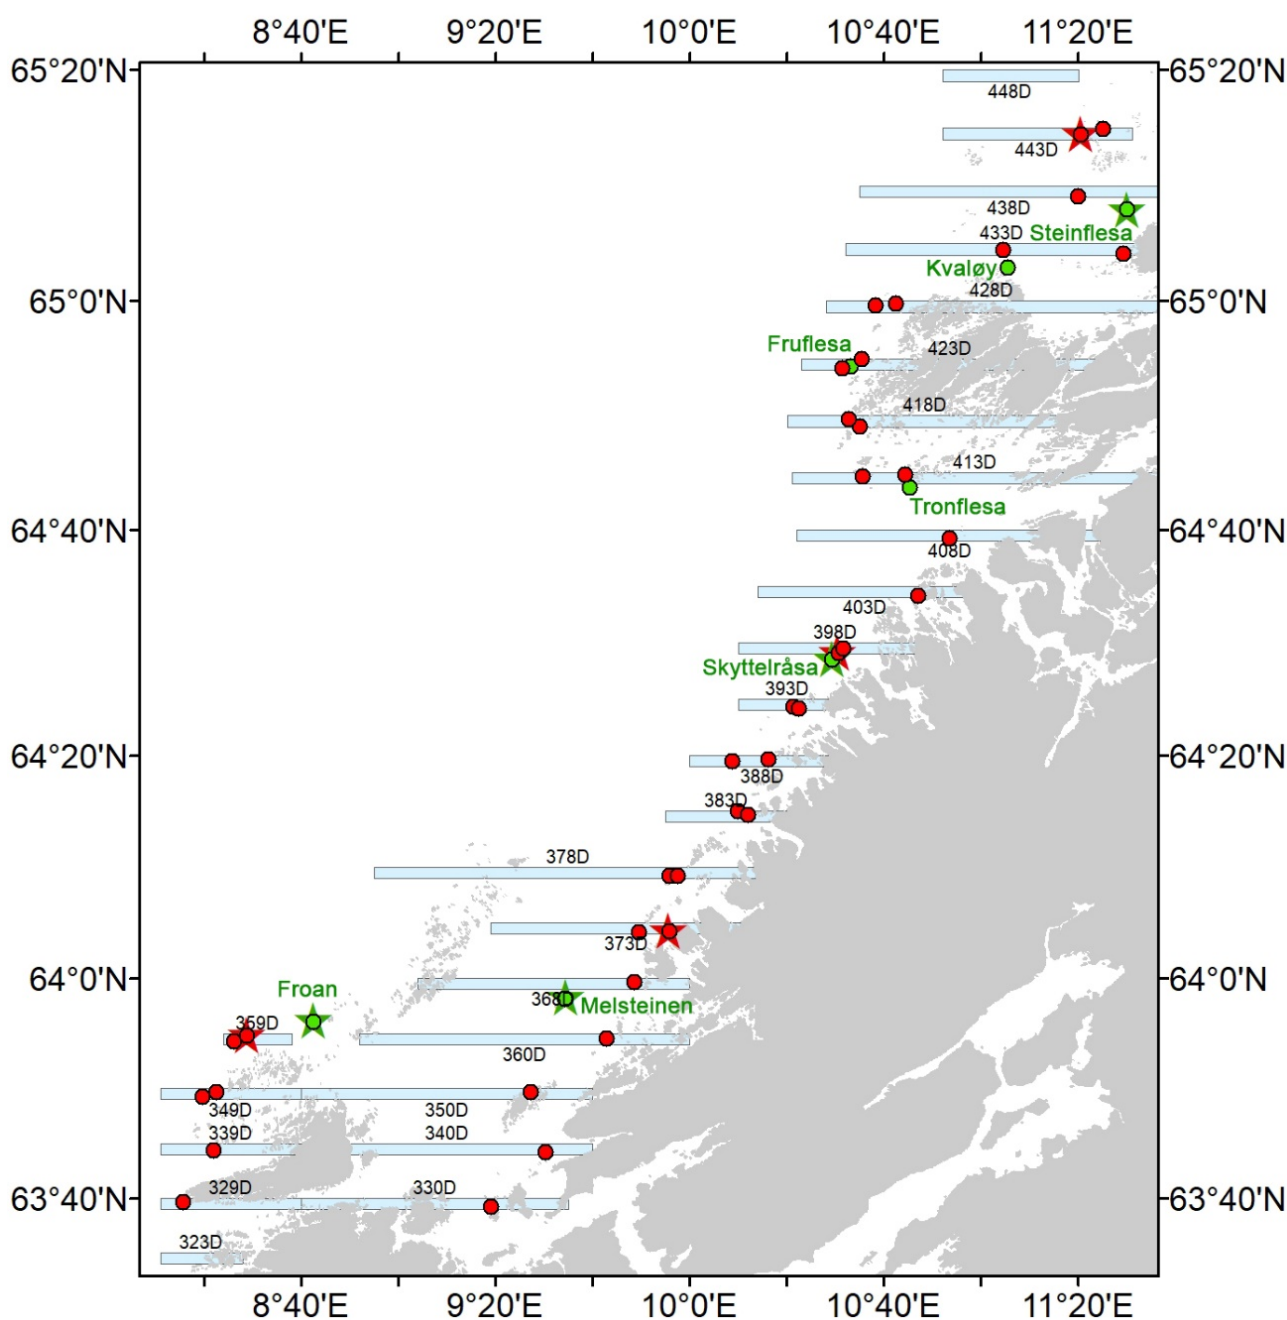 8°40'E 9°20'E 10°0'E 10°40'E 11°20'E
65°20'N 65°20'N
448D
443D
438D
Steinflesa
433D
Kvaløy
428D
65°0'N 65°0'N
Fruflesa
423D
418D
413D
Tronflesa
64°40'N 64°40'N
408D
403D
398D
Skyttelråsa
393D
64°20'N 64°20'N
388D
383D
378D
373D
64°0'N 64°0'N
Froan
368D Melsteinen
359D
360D
349D 350D
339D 340D
63°40'N 63°40'N
329D 330D
323D
8°40'E 9°20'E 10°0'E 10°40'E 11°20'E